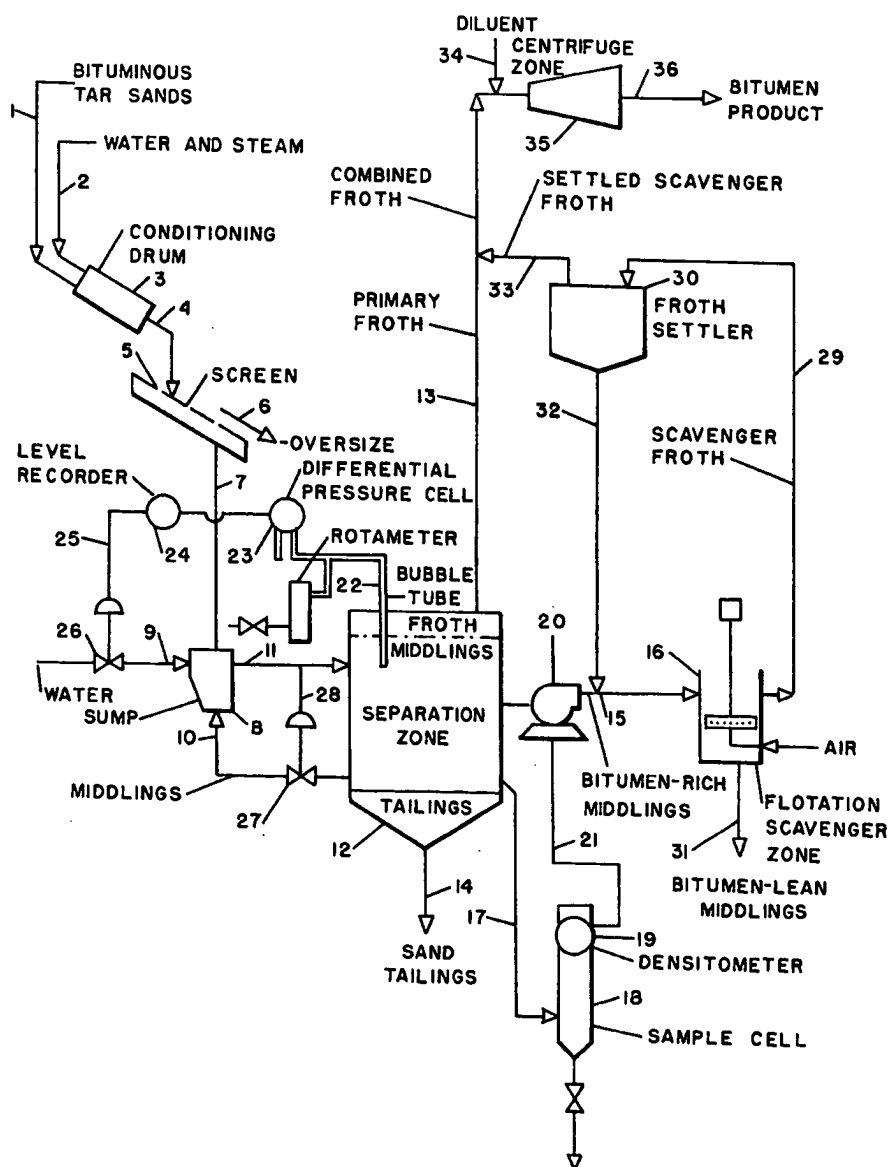 DILUENT
34
CENTRIFUGE
ZONE
36
BITUMINOUS
TAR SANDS
BITUMEN
PRODUCT
1
35
WATER AND STEAM
2
COMBINED
FROTH
SETTLED SCAVENGER
FROTH
CONDITIONING
DRUM
3
4
33
30
FROTH
SETTLER
PRIMARY
FROTH
29
5
SCREEN
6
13
32
OVERSIZE
SCAVENGER
FROTH
LEVEL
RECORDER
7
DIFFERENTIAL
PRESSURE CELL
25
24
23
ROTAMETER
22
BUBBLE
TUBE
FROTH
20
26
9
11
MIDDLINGS
16
WATER
SUMP
28
8
SEPARATION
ZONE
15
AIR
10
MIDDLINGS
27
TAILINGS
BITUMEN-RICH
MIDDLINGS
FLOTATION
SCAVENGER
ZONE
12
21
31
14
BITUMEN-LEAN
MIDDLINGS
17
SAND
TAILINGS
19
DENSITOMETER
18
SAMPLE CELL